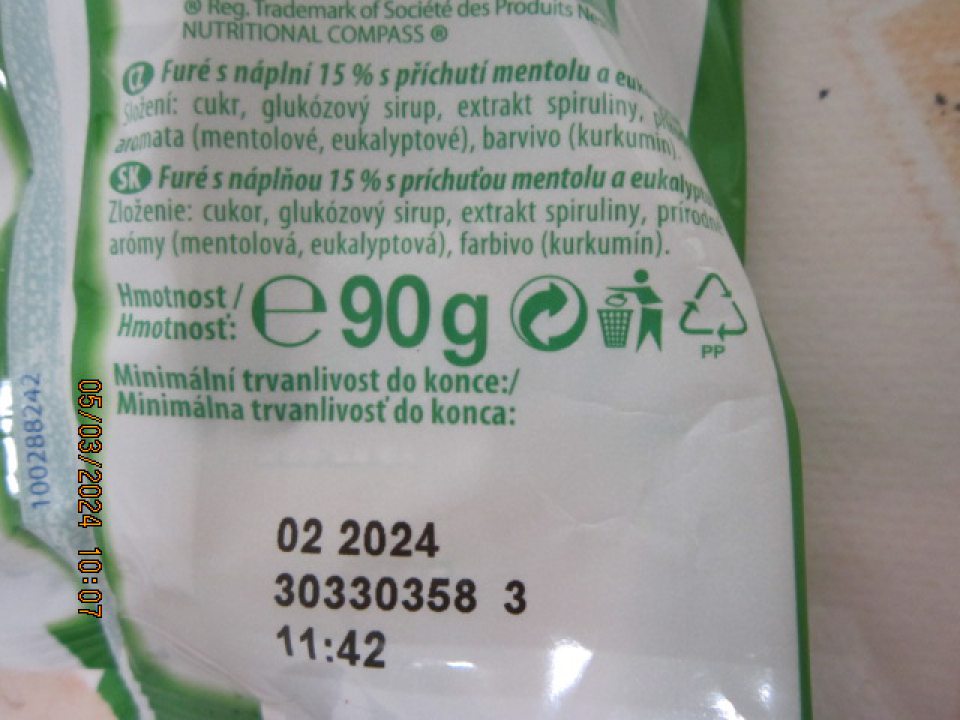 ® Reg. Trademark of Société des Produits
NUTRITIONAL COMPASS ®
CZ Furé s náplní 15 % s příchutí mentolu a
Složení: cukr, glukózový sirup, extrakt spiruliny,
aromata (mentolové, eukalyptové), barvivo (kurkumin).
SK Furé s náplňou 15 % s príchuťou mentolu a
Zloženie: cukor, glukózový sirup, extrakt spiruliny, prírodné
arómy (mentolová, eukalyptová), farbivo (kurkumín).
Hmotnost /
Hmotnosť:
℮ 90 g
PP
Minimální trvanlivost do konce:/
Minimálna trvanlivosť do konca:
02 2024
30330358 3
11:42
100288242
05/03/2024 10:07